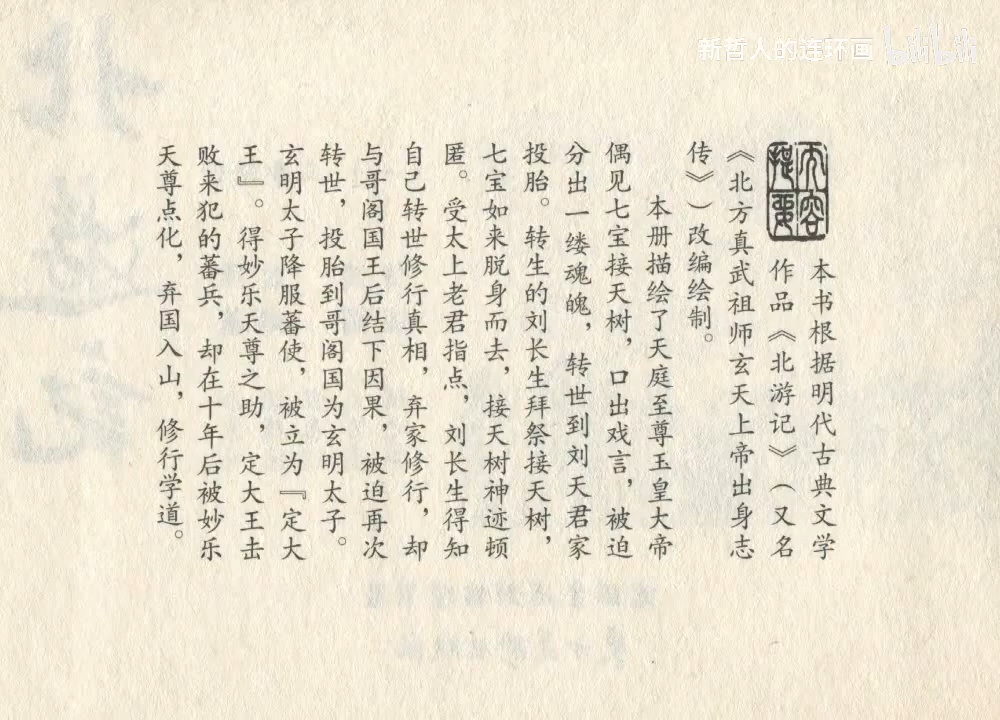 新哲人的连环画 bilibili
内容提要
本书根据明代古典文学
作品《北游记》（又名
《北方真武祖师玄天上帝出身志
传》）改编绘制。
本册描绘了天庭至尊玉皇大帝
偶见七宝接天树，口出戏言，被迫
分出一缕魂魄，转世到刘天君家
投胎。转生的刘长生拜祭接天树，
七宝如来脱身而去，接天树神迹顿
匿。受太上老君指点，刘长生得知
自己转世修行真相，弃家修行，却
与哥阁国王后结下因果，被迫再次
转世，投胎到哥阁国为玄明太子。
玄明太子降服蕃使，被立为『定大
王』。得妙乐天尊之助，定大王击
败来犯的蕃兵，却在十年后被妙乐
天尊点化，弃国入山，修行学道。